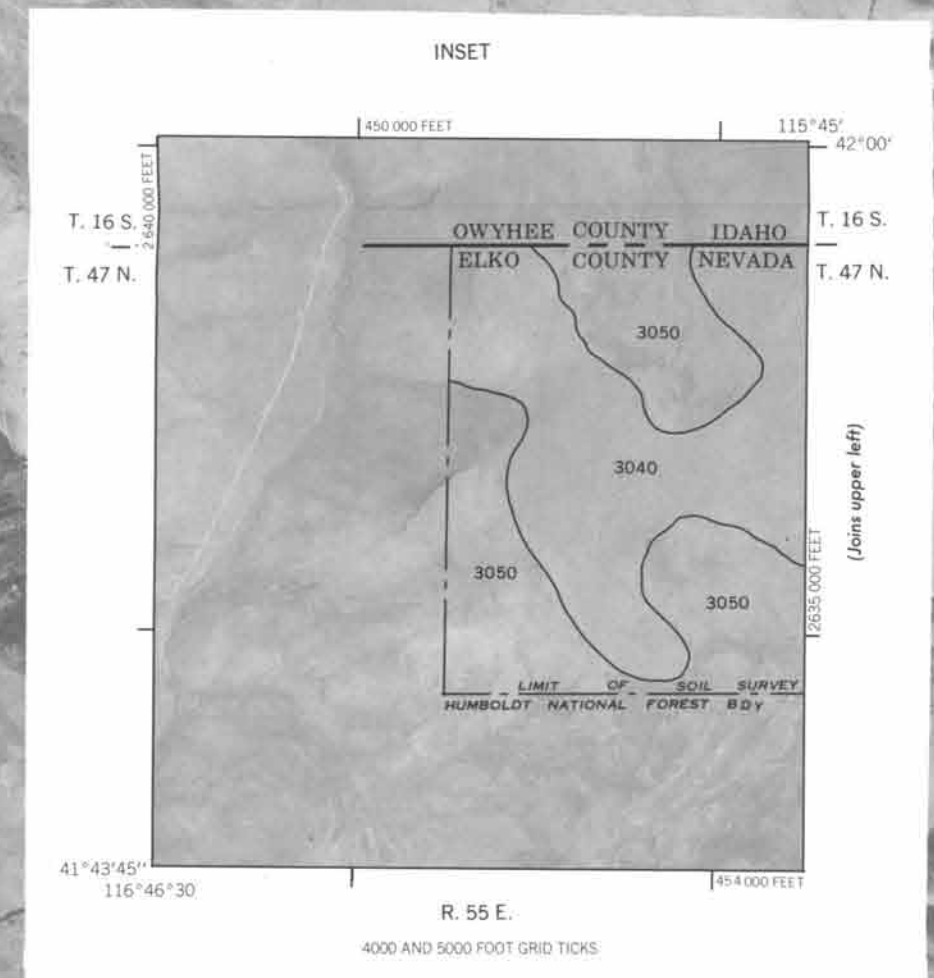 INSET
450 000 FEET
115°45'
42°00'
2 640 000 FEET
T. 16 S.
T. 47 N.
OWYHEE COUNTY IDAHO
ELKO COUNTY NEVADA
T. 16 S.
T. 47 N.
3050
3040
(Joins upper left)
3050
3050
2635 000 FEET
LIMIT OF SOIL SURVEY
HUMBOLDT NATIONAL FOREST BDY
41°43'45"
116°46'30
454 000 FEET
R. 55 E.
4000 AND 5000 FOOT GRID TICKS